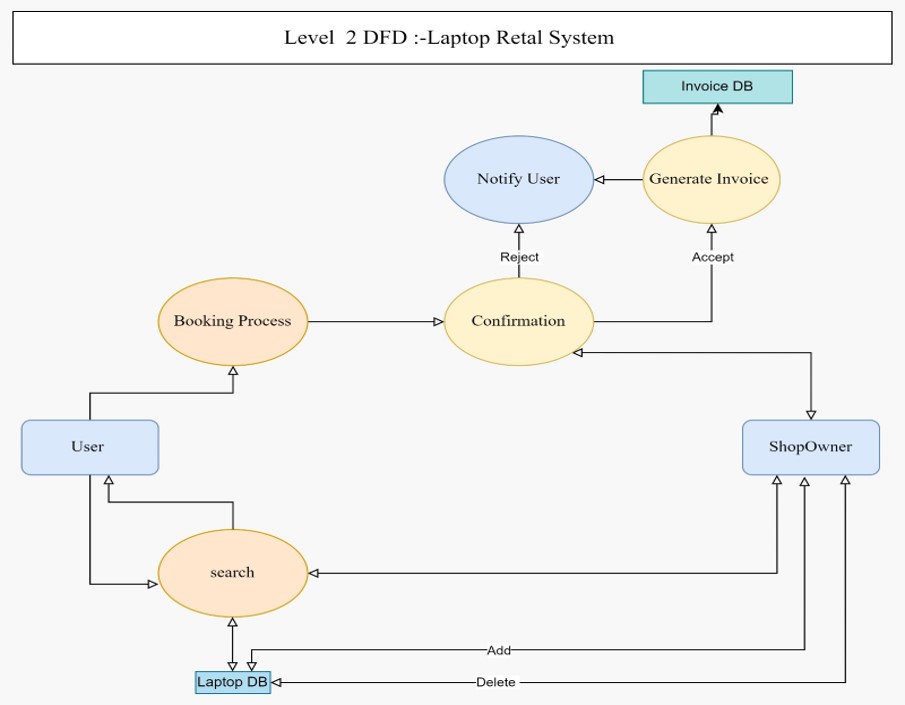 Level 2 DFD :-Laptop Retal System
Invoice DB
Notify User
Generate Invoice
Reject
Accept
Booking Process
Confirmation
User
ShopOwner
search
Add
Laptop DB
Delete